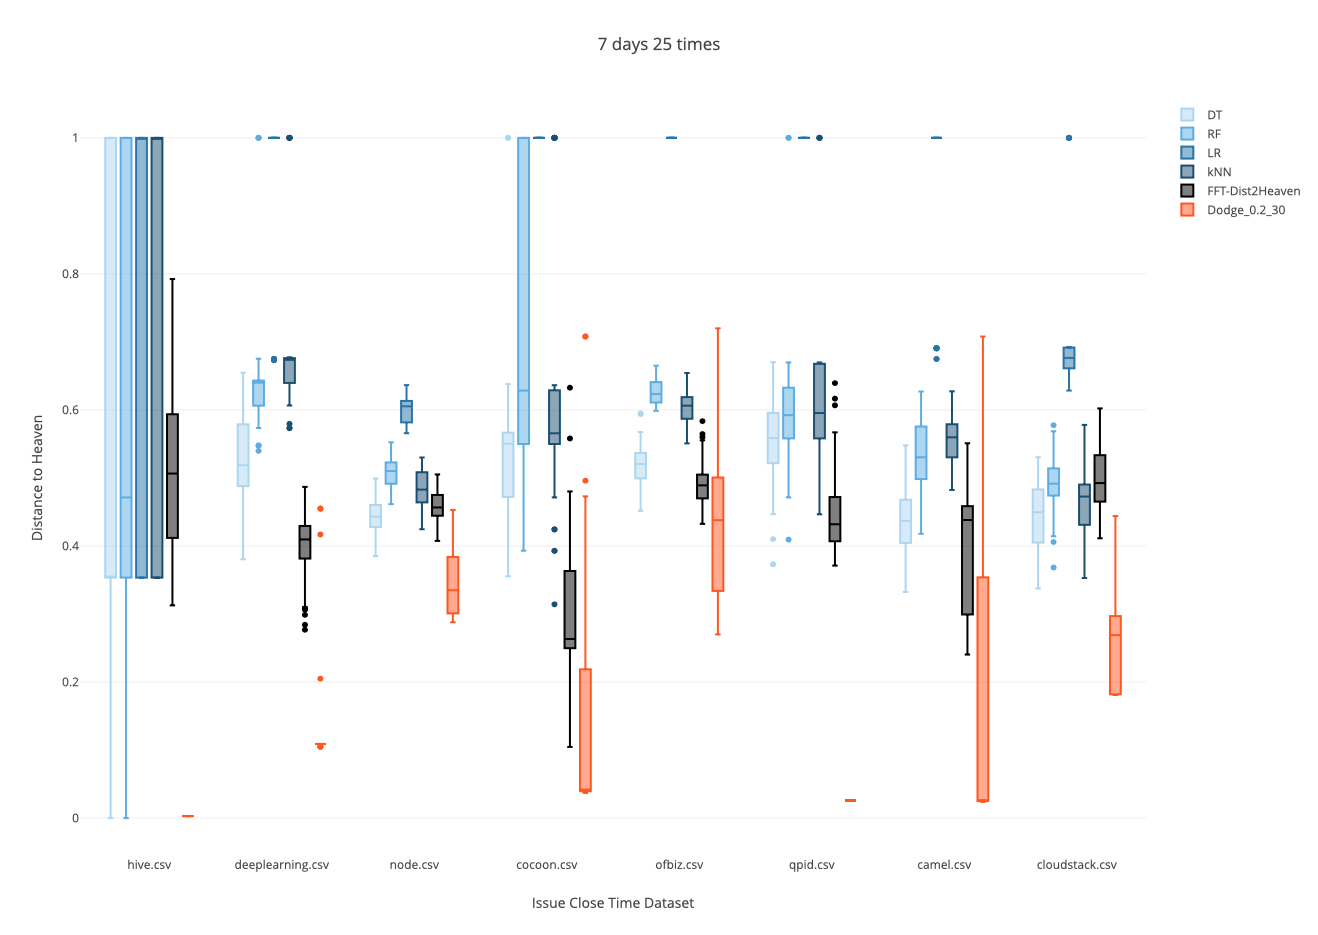 7 days 25 times
DT
RF
LR
kNN
FFT-Dist2Heaven
Dodge_0.2_30
Distance to Heaven
1
0.8
0.6
0.4
0.2
0
hive.csv
deeplearning.csv
node.csv
cocoon.csv
ofbiz.csv
qpid.csv
camel.csv
cloudstack.csv
Issue Close Time Dataset